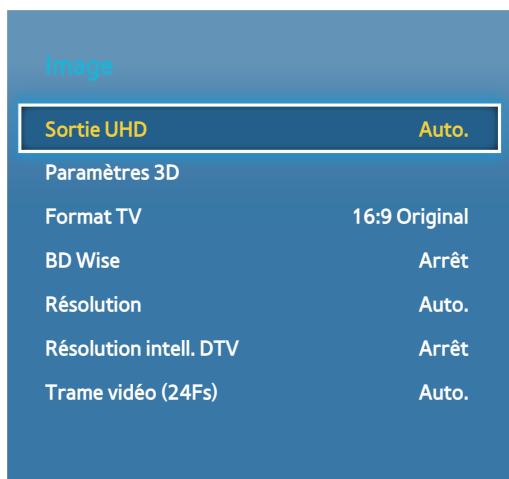 Image
Sortie UHD Auto.
Paramètres 3D
Format TV 16:9 Original
BD Wise Arrêt
Résolution Auto.
Résolution intell. DTV Arrêt
Trame vidéo (24Fs) Auto.